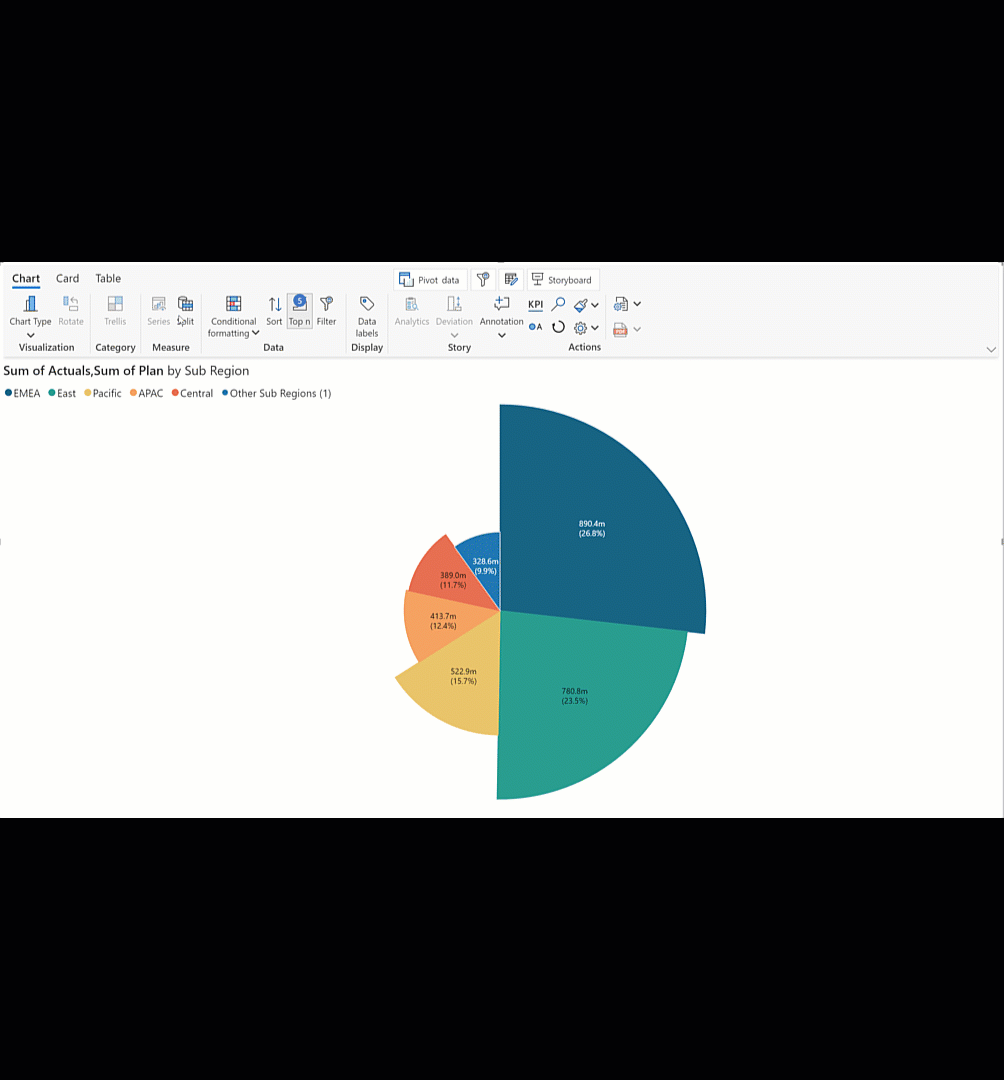 Chart Card Table
Pivot data Storyboard
5
KPI
Chart Type Rotate Trellis Series Split Conditional formatting Sort Top n Filter Data labels Analytics Deviation Annotation A
Visualization Category Measure Data Display Story Actions
Sum of Actuals,Sum of Plan by Sub Region
EMEA East Pacific APAC Central Other Sub Regions (1)
890.4m
(26.8%)
328.6m
(9.9%)
389.0m
(11.7%)
413.7m
(12.4%)
522.9m
(15.7%)
780.8m
(23.5%)